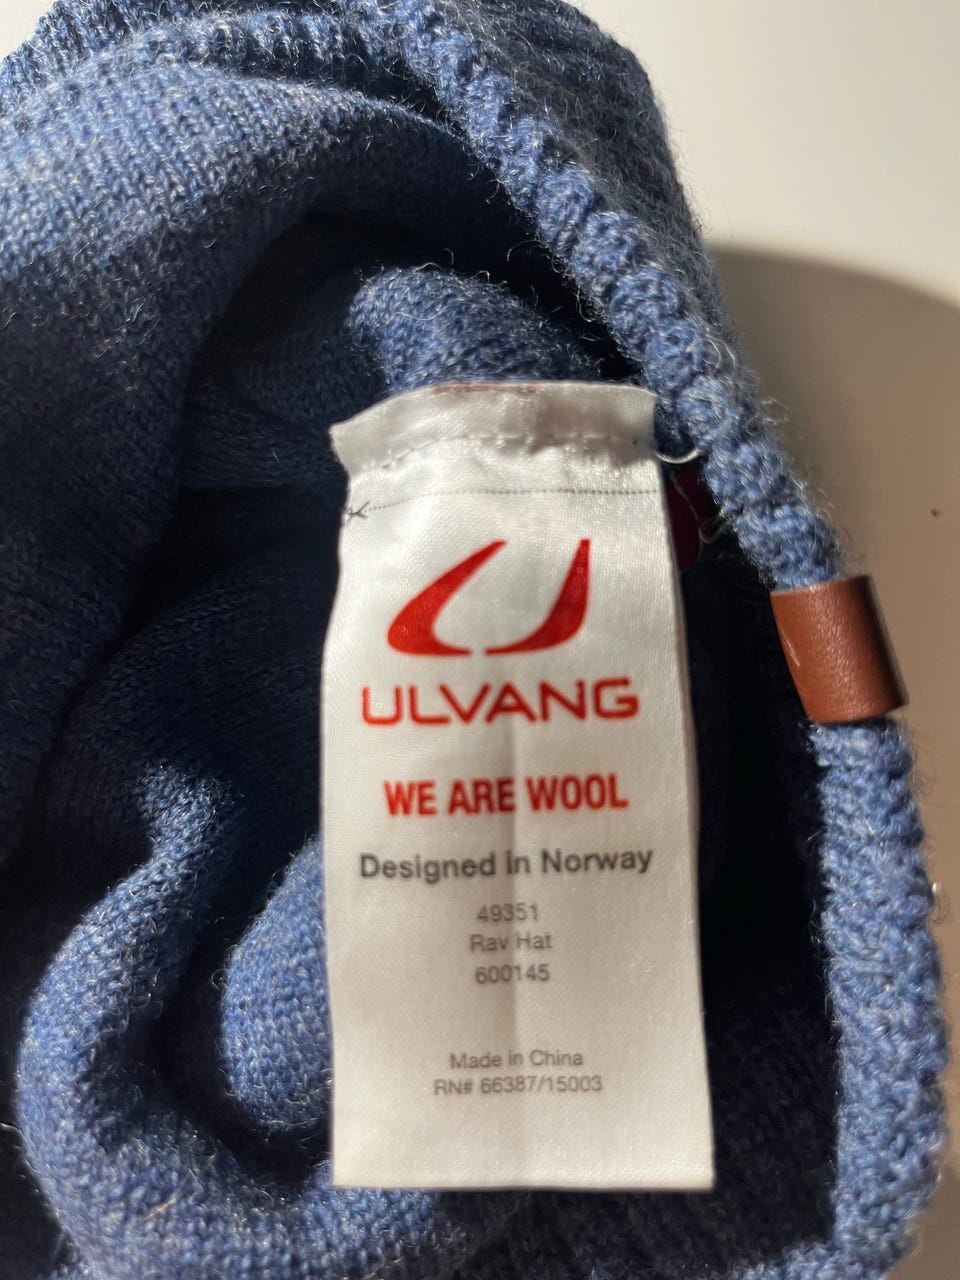 ULVANG
WE ARE WOOL
Designed in Norway
49351
Rav Hat
600145
Made in China
RN# 66387/15003